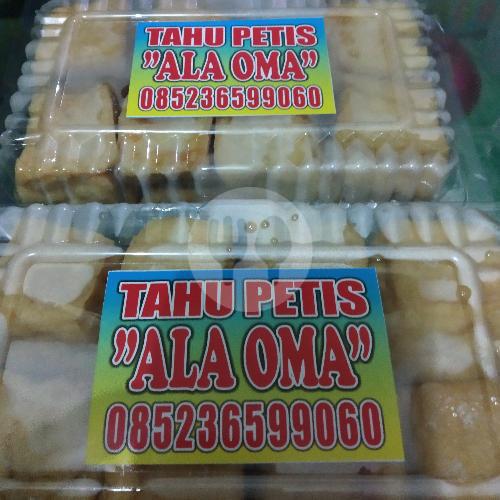 TAHU PETIS
"ALA OMA"
085236599060
TAHU PETIS
"ALA OMA"
085236599060